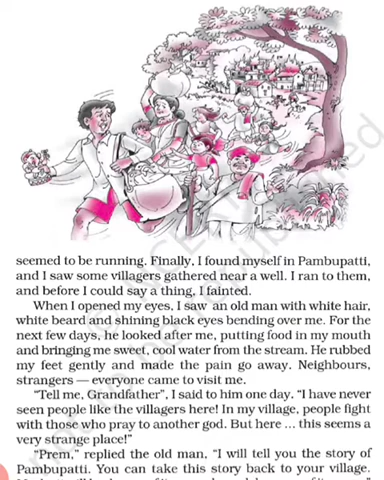 seemed to be running. Finally, I found myself in Pambupatti,
and I saw some villagers gathered near a well. I ran to them,
and before I could say a thing, I fainted.
When I opened my eyes, I saw an old man with white hair,
white beard and shining black eyes bending over me. For the
next few days, he looked after me, putting food in my mouth
and bringing me sweet, cool water from the stream. He rubbed
my feet gently and made the pain go away. Neighbours,
strangers — everyone came to visit me.
"Tell me, Grandfather", I said to him one day. "I have never
seen people like the villagers here! In my village, people fight
with those who pray to another god. But here ... this seems a
very strange place!"
"Prem," replied the old man, "I will tell you the story of
Pambupatti. You can take this story back to your village.